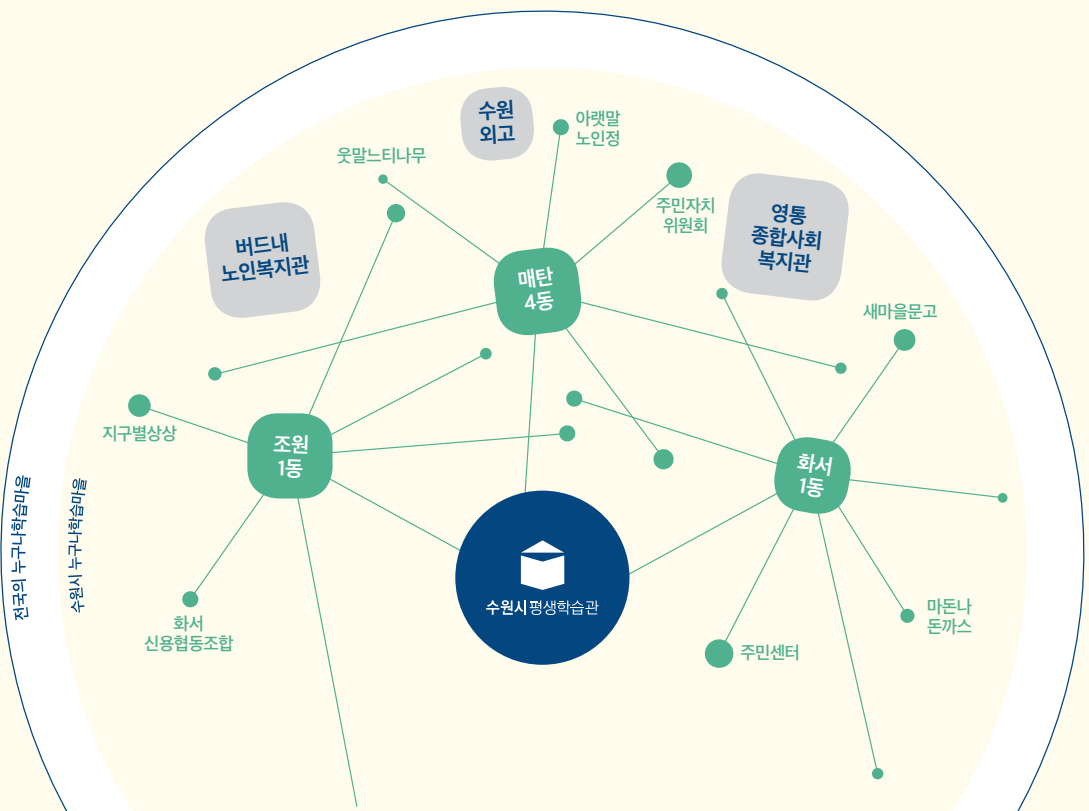 수원
외고
아랫말
노인정
웃말느티나무
주민자치
위원회
영통
종합사회
복지관
버드내
노인복지관
매탄
4동
새마을문고
지구별상상
조원
1동
화서
1동
전국의 누구나학습마을
수원시 누구나학습마을
수원시평생학습관
화서
신용협동조합
마돈나
돈까스
주민센터